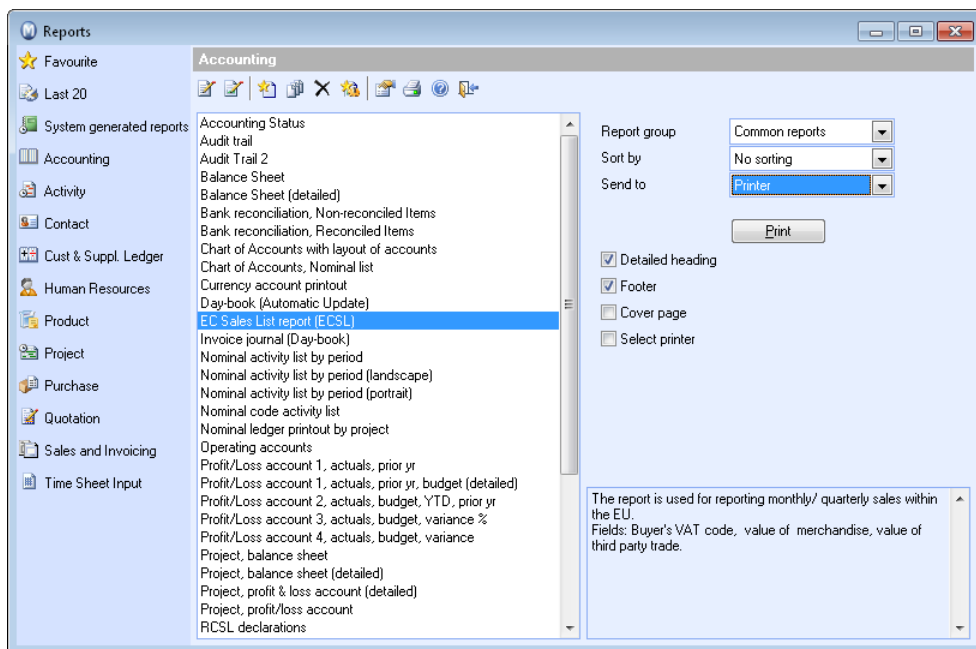 Reports
Favourite
Last 20
System generated reports
Accounting
Activity
Contact
Cust & Suppl. Ledger
Human Resources
Product
Project
Purchase
Quotation
Sales and Invoicing
Time Sheet Input
Accounting
Accounting Status
Audit trail
Audit Trail 2
Balance Sheet
Balance Sheet (detailed)
Bank reconciliation, Non-reconciled Items
Bank reconciliation, Reconciled Items
Chart of Accounts with layout of accounts
Chart of Accounts, Nominal list
Currency account printout
Day-book (Automatic Update)
EC Sales List report (ECSL)
Invoice journal (Day-book)
Nominal activity list by period
Nominal activity list by period (landscape)
Nominal activity list by period (portrait)
Nominal code activity list
Nominal ledger printout by project
Operating accounts
Profit/Loss account 1, actuals, prior yr
Profit/Loss account 1, actuals, prior yr, budget (detailed)
Profit/Loss account 2, actuals, budget, YTD, prior yr
Profit/Loss account 3, actuals, budget, variance %
Profit/Loss account 4, actuals, budget, variance
Project, balance sheet
Project, balance sheet (detailed)
Project, profit & loss account (detailed)
Project, profit/loss account
RCSL declarations
Report group Common reports
Sort by No sorting
Send to Printer
Print
Detailed heading
Footer
Cover page
Select printer
The report is used for reporting monthly/ quarterly sales within
the EU.
Fields: Buyer's VAT code, value of merchandise, value of
third party trade.